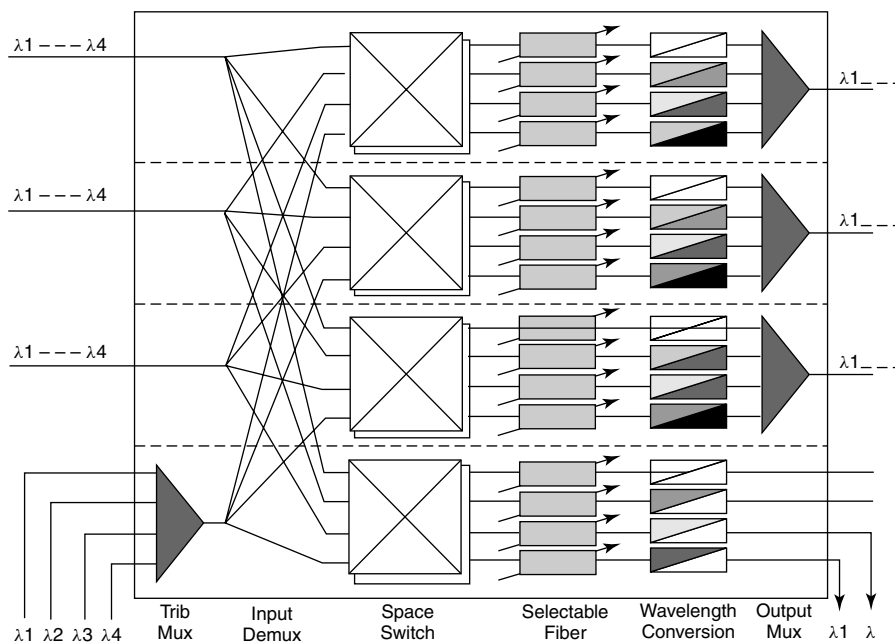 λ1 --- λ4
λ1 ---
λ1 --- λ4
λ1 ---
λ1 --- λ4
λ1 ---
λ1 λ2 λ3 λ4
Trib Mux
Input Demux
Space Switch
Selectable Fiber
Wavelength Conversion
Output Mux
λ1 λ